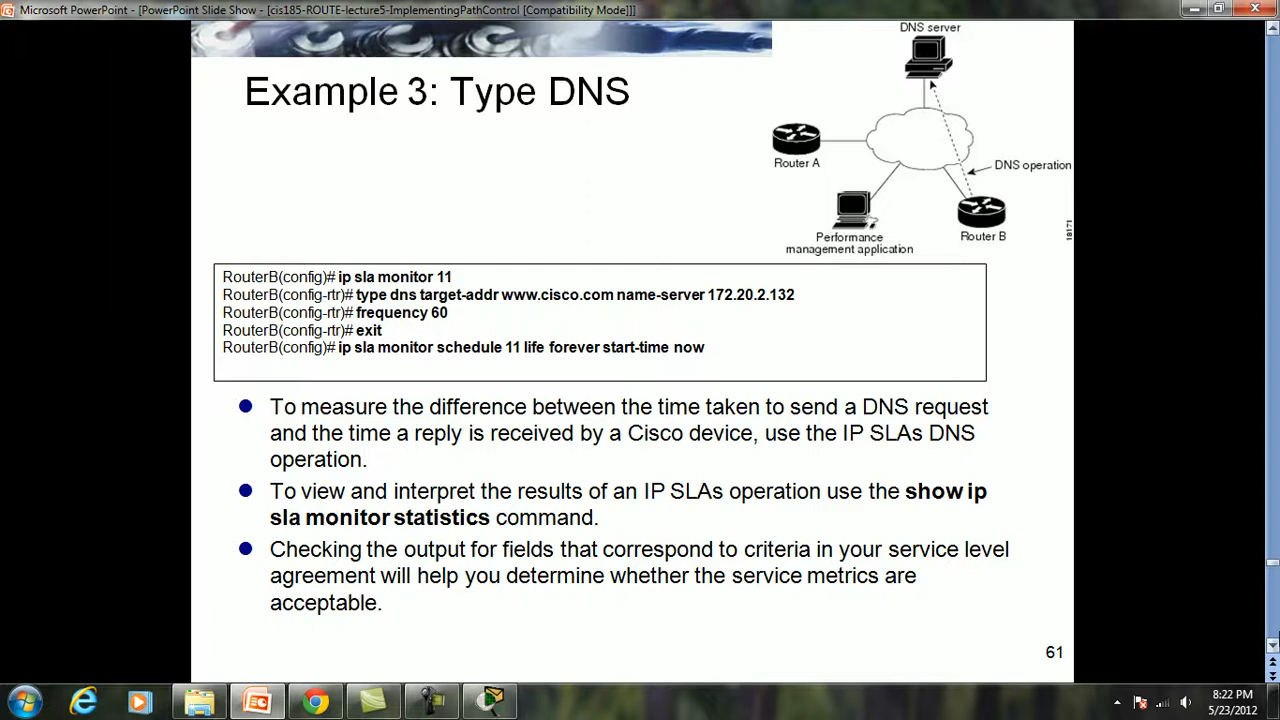 Microsoft PowerPoint - [PowerPoint Slide Show - [cis185-ROUTE-lecture5-ImplementingPathControl [Compatibility Mode]]]
DNS server
Example 3: Type DNS
Router A
DNS operation
Performance
management application
Router B
18171
RouterB(config)# ip sla monitor 11
RouterB(config-rtr)# type dns target-addr www.cisco.com name-server 172.20.2.132
RouterB(config-rtr)# frequency 60
RouterB(config-rtr)# exit
RouterB(config)# ip sla monitor schedule 11 life forever start-time now
To measure the difference between the time taken to send a DNS request
and the time a reply is received by a Cisco device, use the IP SLAs DNS
operation.
To view and interpret the results of an IP SLAs operation use the show ip
sla monitor statistics command.
Checking the output for fields that correspond to criteria in your service level
agreement will help you determine whether the service metrics are
acceptable.
61
8:22 PM
5/23/2012